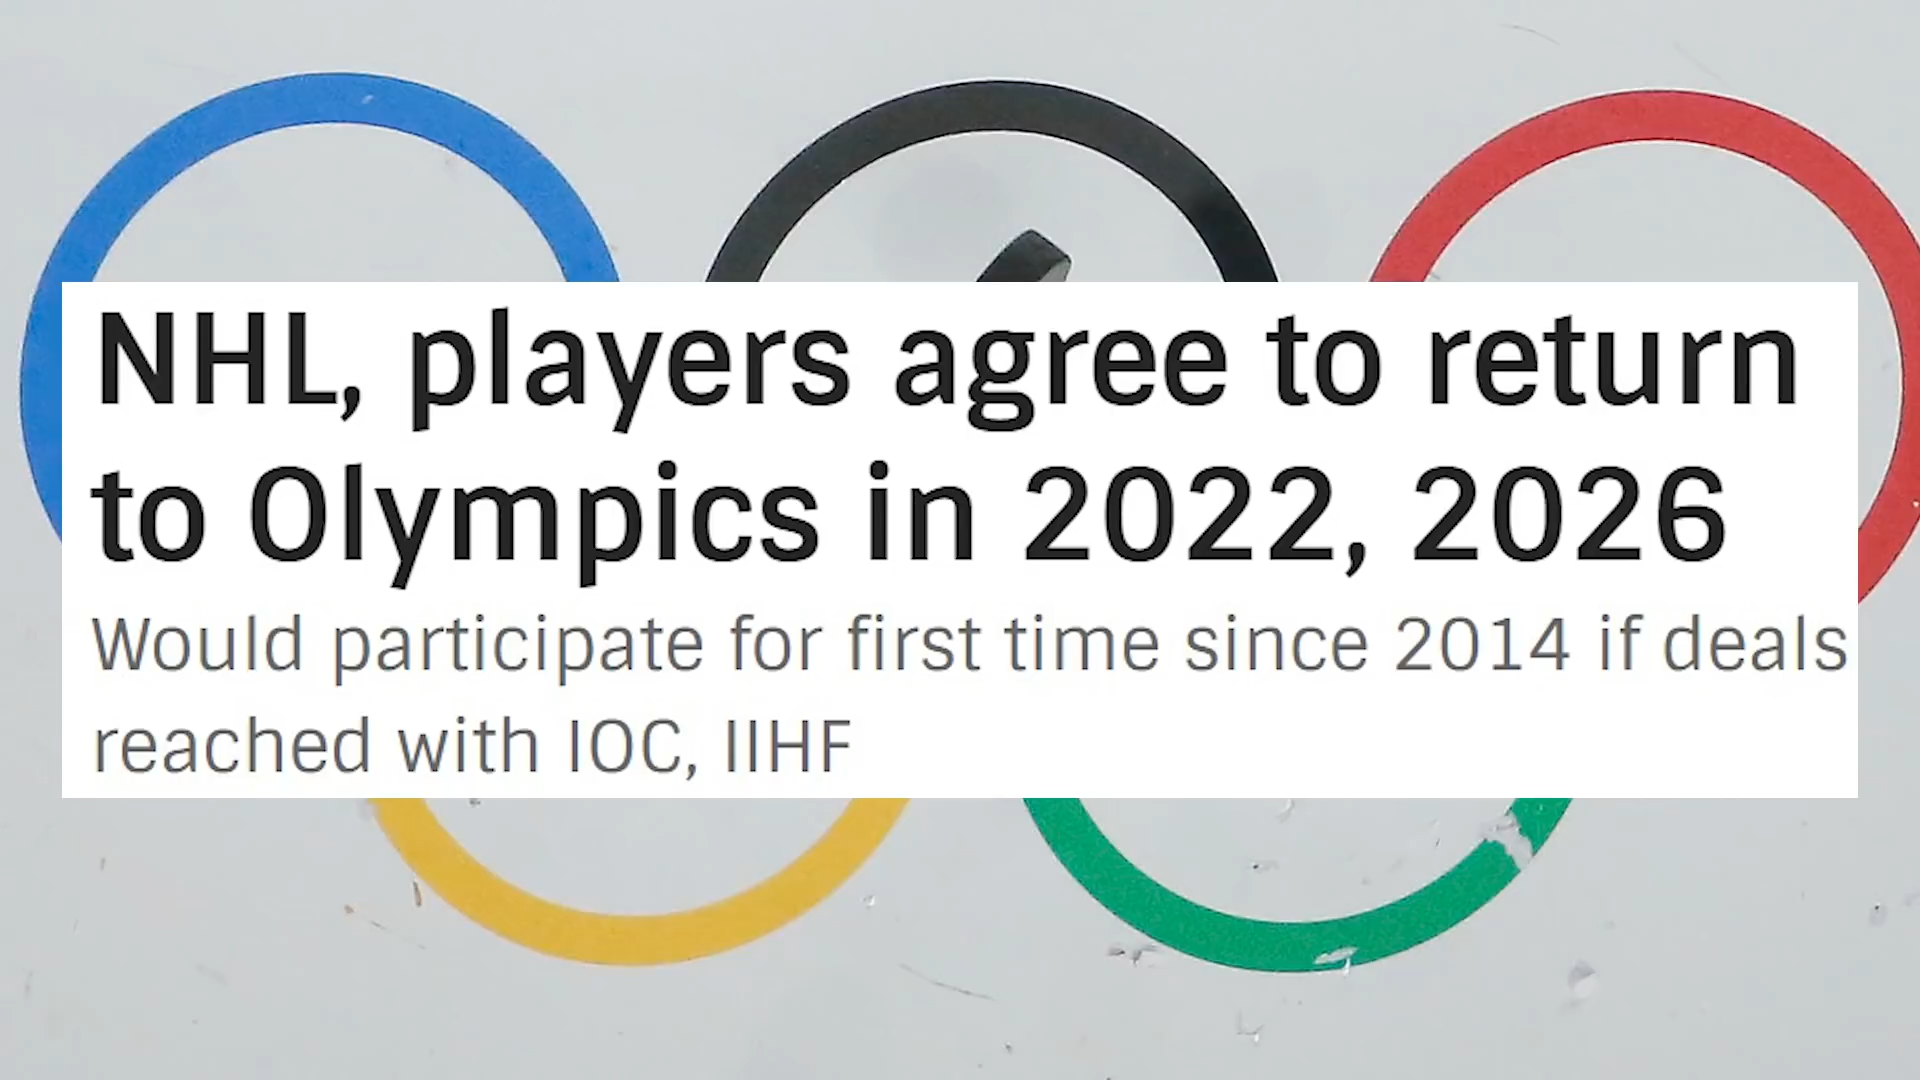 NHL, players agree to return
to Olympics in 2022, 2026
Would participate for first time since 2014 if deals
reached with IOC, IIHF